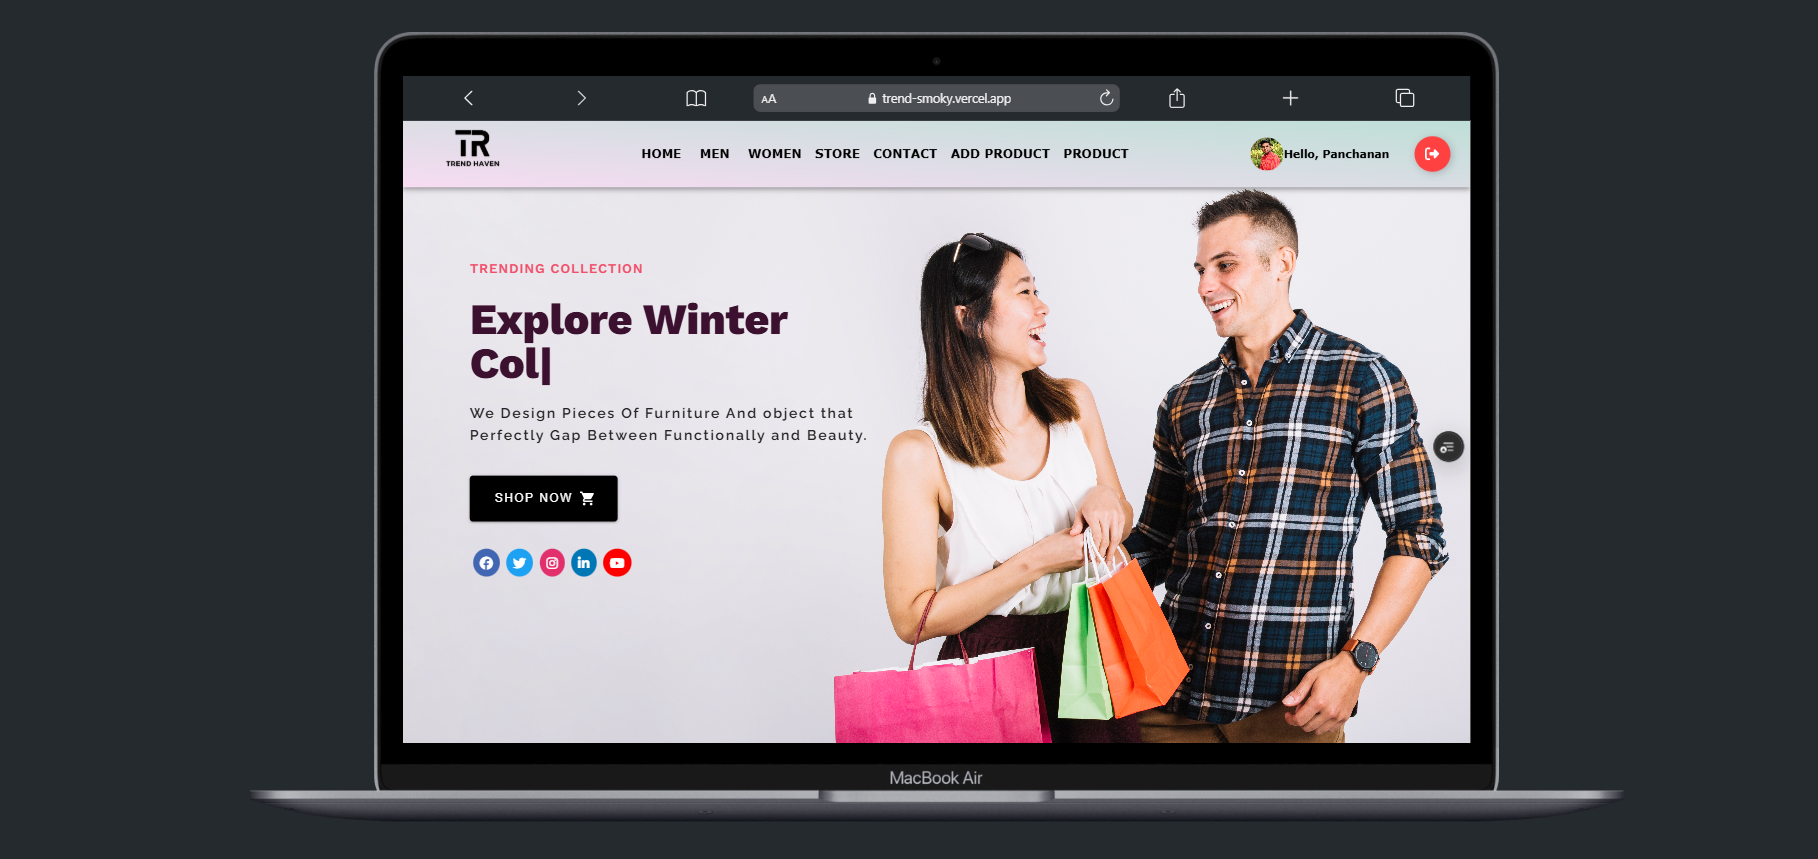 AA trend-smoky.vercel.app
TR
TREND HAVEN
HOME MEN WOMEN STORE CONTACT ADD PRODUCT PRODUCT
Hello, Panchanan
TRENDING COLLECTION
Explore Winter
Col|
We Design Pieces Of Furniture And object that
Perfectly Gap Between Functionally and Beauty.
SHOP NOW
MacBook Air